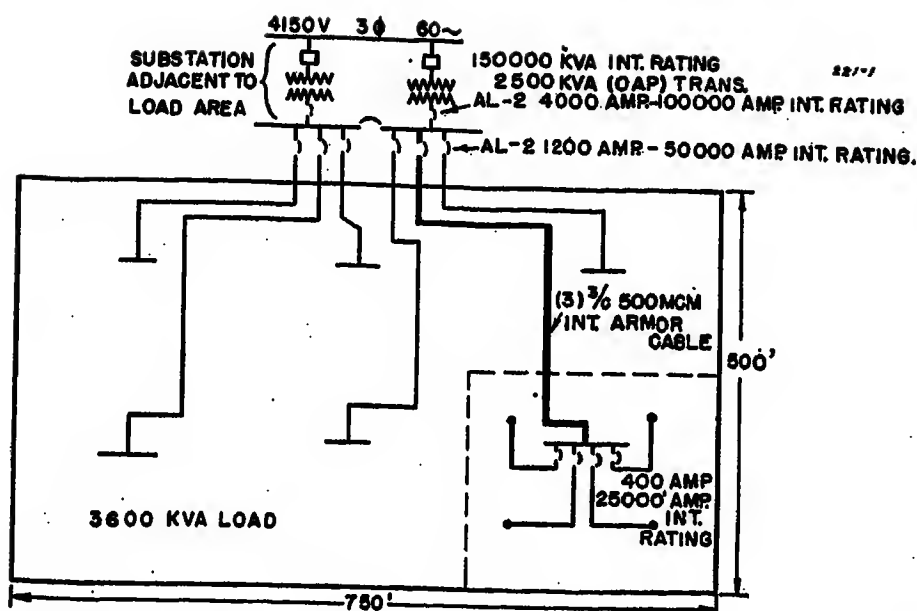 4150V 3ϕ 60~
SUBSTATION
ADJACENT TO
LOAD AREA
150000 KVA INT. RATING
2500 KVA (OAP) TRANS.
AL-2 4000 AMP.-100000 AMP. INT. RATING
AL-2 1200 AMP.- 50000 AMP INT. RATING.
(3) 3/C 500MCM
INT. ARMOR
CABLE
500'
400 AMP
25000 AMP.
INT.
RATING
3600 KVA LOAD
750'